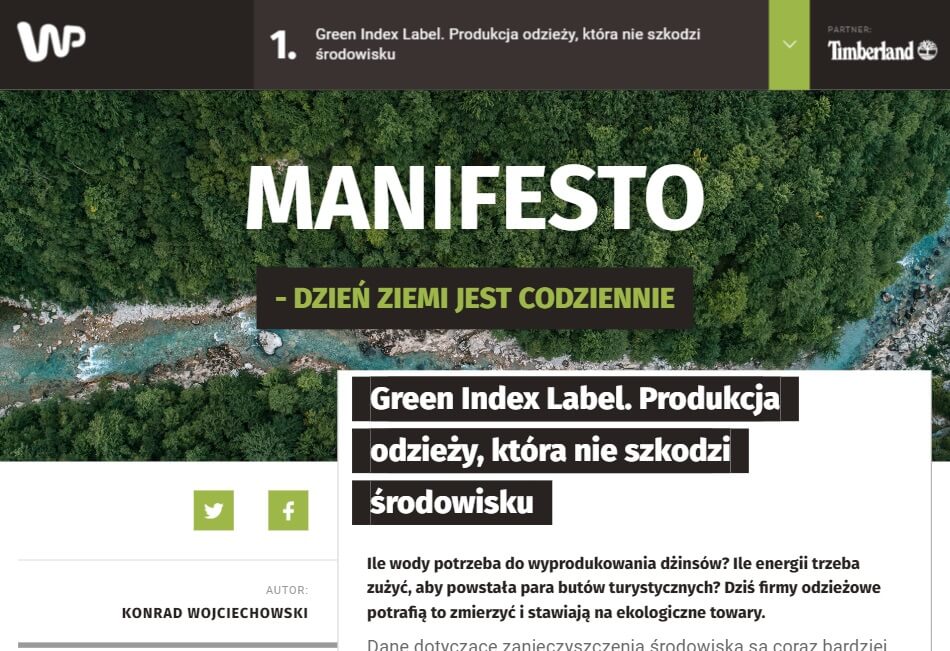 WP
1.
Green Index Label. Produkcja odzieży, która nie szkodzi
środowisku
PARTNER:
Timberland
MANIFESTO
- DZIEŃ ZIEMI JEST CODZIENNIE
Green Index Label. Produkcja
odzieży, która nie szkodzi
środowisku
AUTOR:
KONRAD WOJCIECHOWSKI
Ile wody potrzeba do wyprodukowania dżinsów? Ile energii trzeba
zużyć, aby powstała para butów turystycznych? Dziś firmy odzieżowe
potrafią to zmierzyć i stawiają na ekologiczne towary.
Dane dotyczące zanieczyszczenia środowiska są coraz bardziej